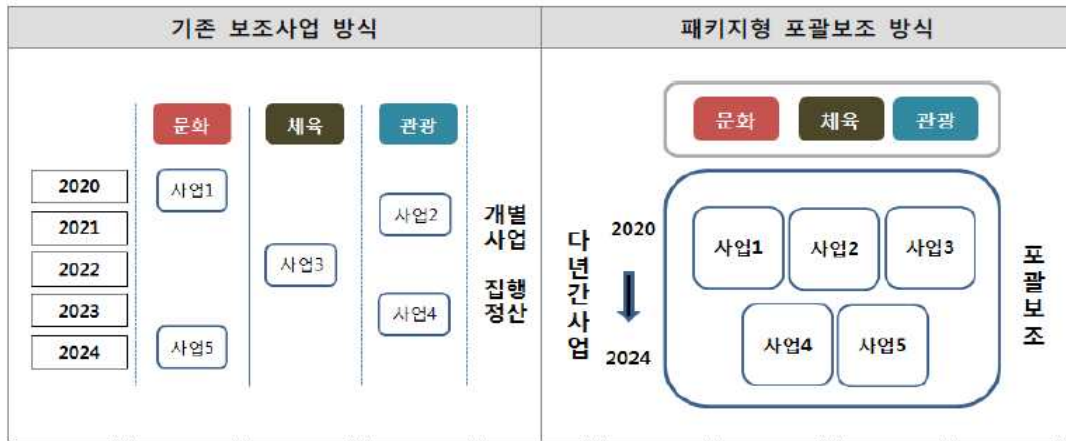 기존 보조사업 방식
패키지형 포괄보조 방식
문화
체육
관광
2020
2021
2022
2023
2024
사업1
사업2
사업3
사업4
사업5
개별
사업
집행
정산
문화
체육
관광
다년간사업
2020
2024
사업1
사업2
사업3
사업4
사업5
포괄보조